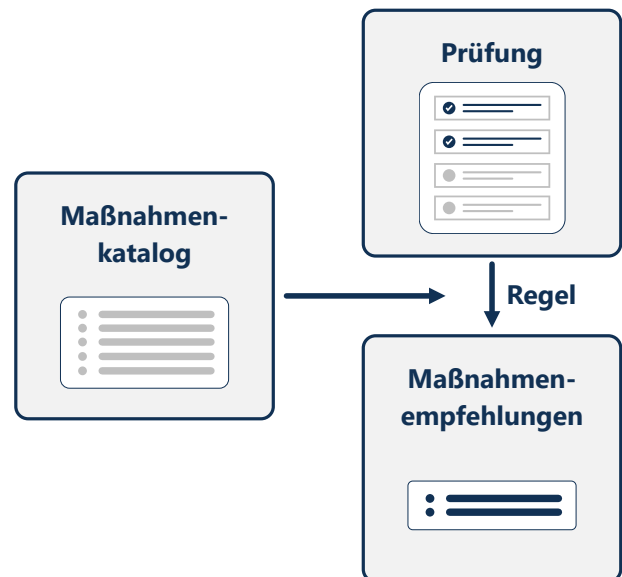 Prüfung
Maßnahmen-
katalog
Regel
Maßnahmen-
empfehlungen